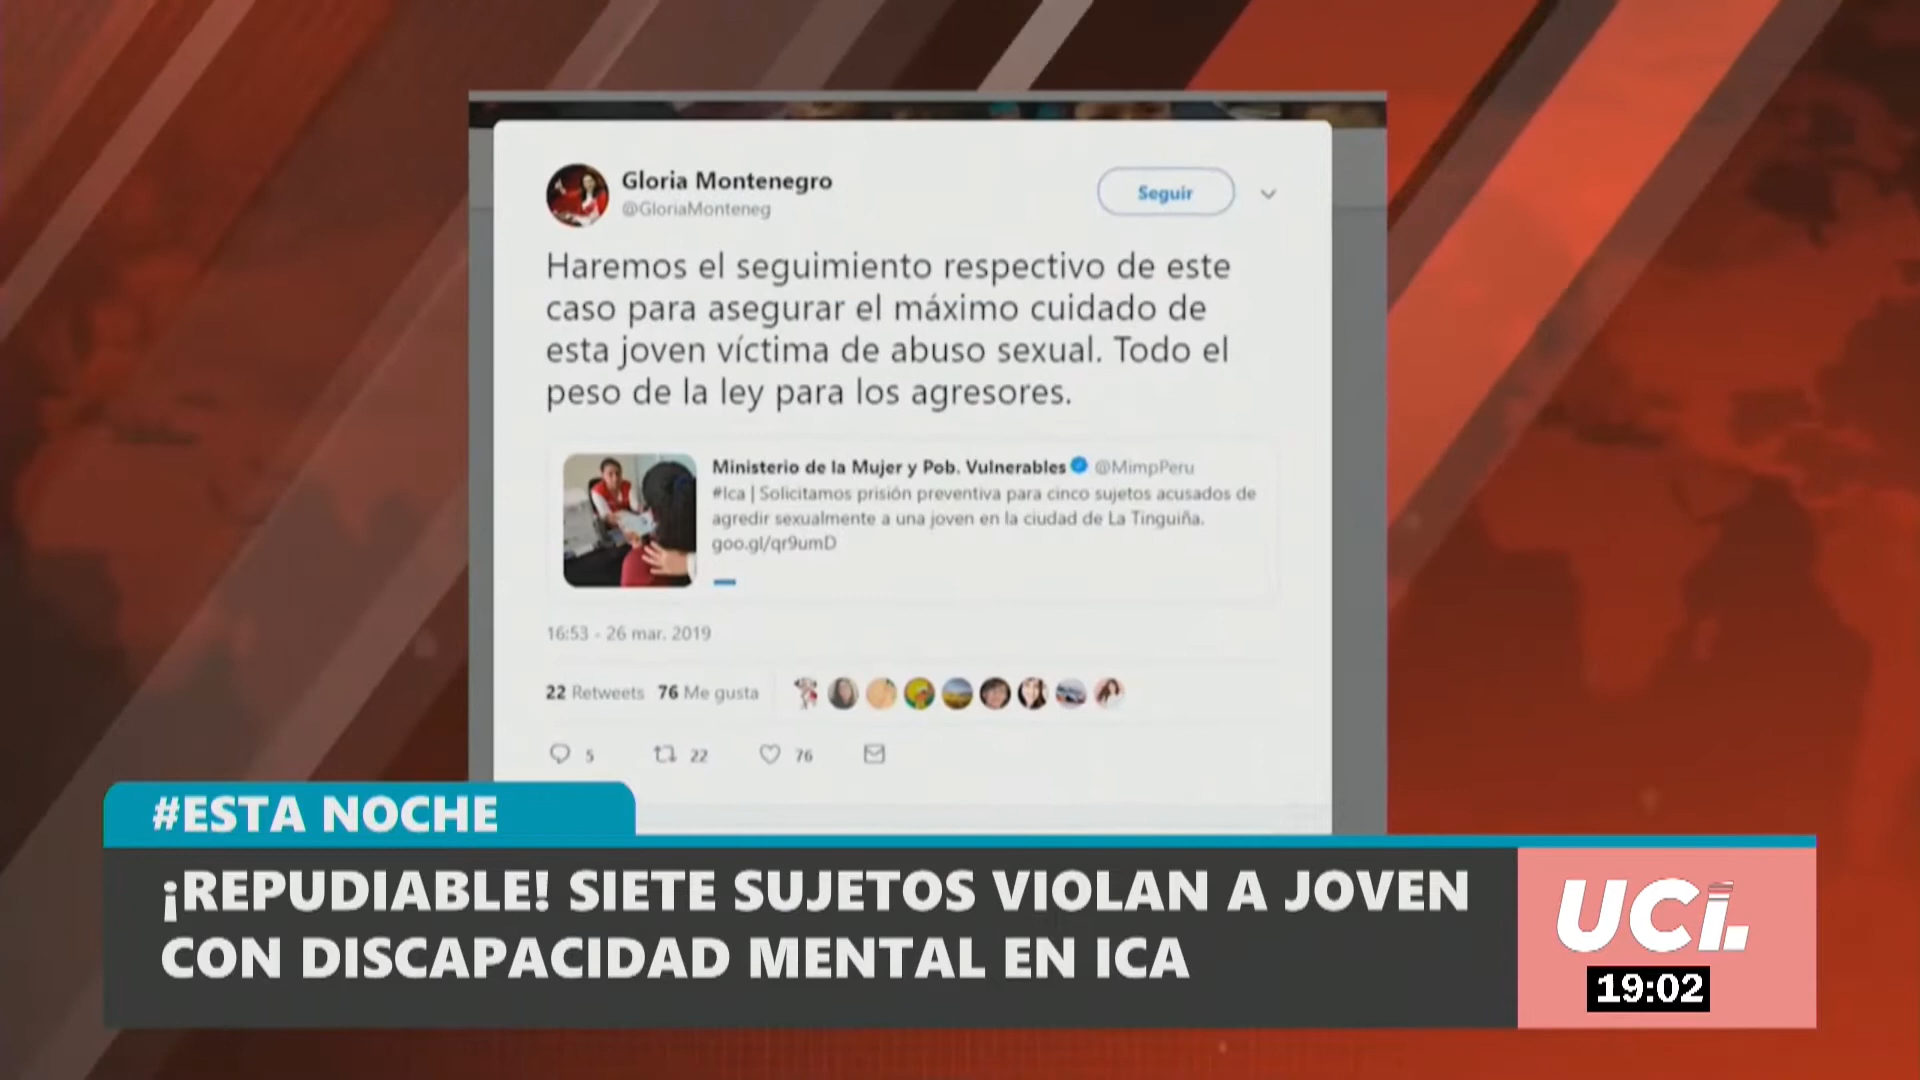 Gloria Montenegro
@GloriaMonteneg
Seguir
Haremos el seguimiento respectivo de este
caso para asegurar el máximo cuidado de
esta joven víctima de abuso sexual. Todo el
peso de la ley para los agresores.
Ministerio de la Mujer y Pob. Vulnerables @MimpPeru
#Ica | Solicitamos prisión preventiva para cinco sujetos acusados de
agredir sexualmente a una joven en la ciudad de La Tinguiña.
goo.gl/qr9umD
16:53 - 26 mar. 2019
22 Retweets 76 Me gusta
5 22 76
#ESTA NOCHE
¡REPUDIABLE! SIETE SUJETOS VIOLAN A JOVEN
CON DISCAPACIDAD MENTAL EN ICA
UCI.
19:02